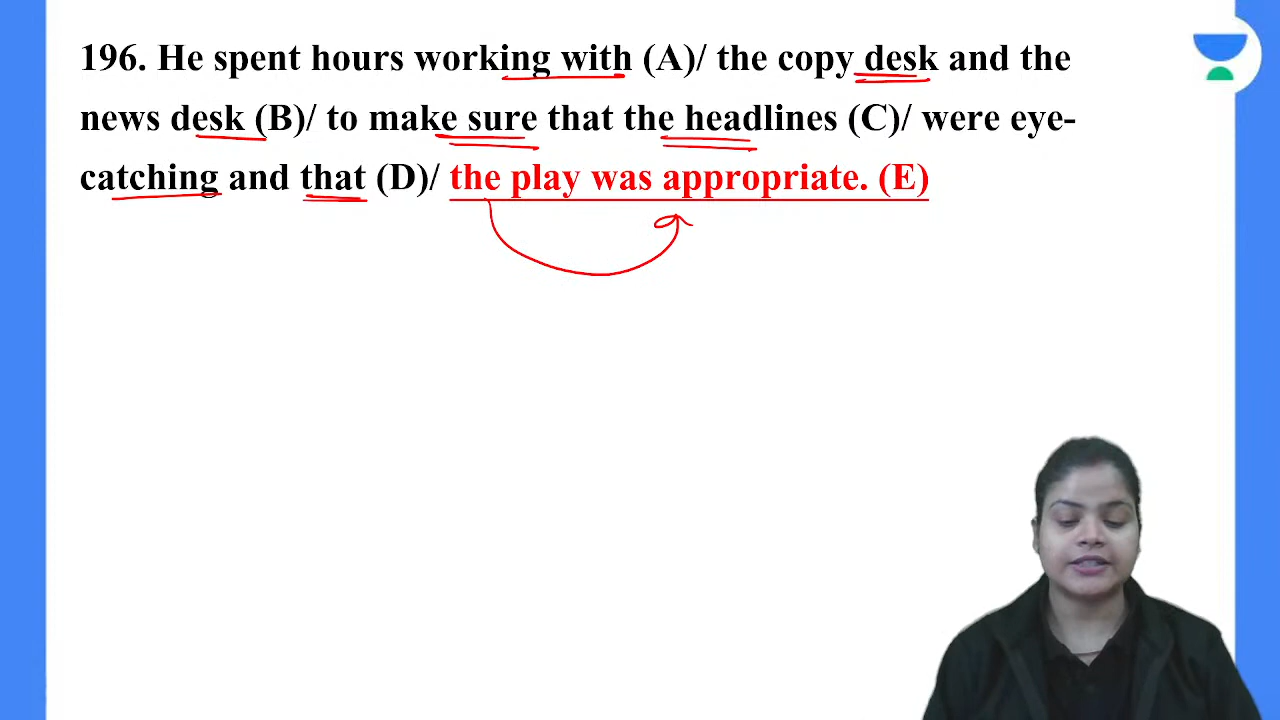 196. He spent hours working with (A)/ the copy desk and the
news desk (B)/ to make sure that the headlines (C)/ were eye-
catching and that (D)/ the play was appropriate. (E)